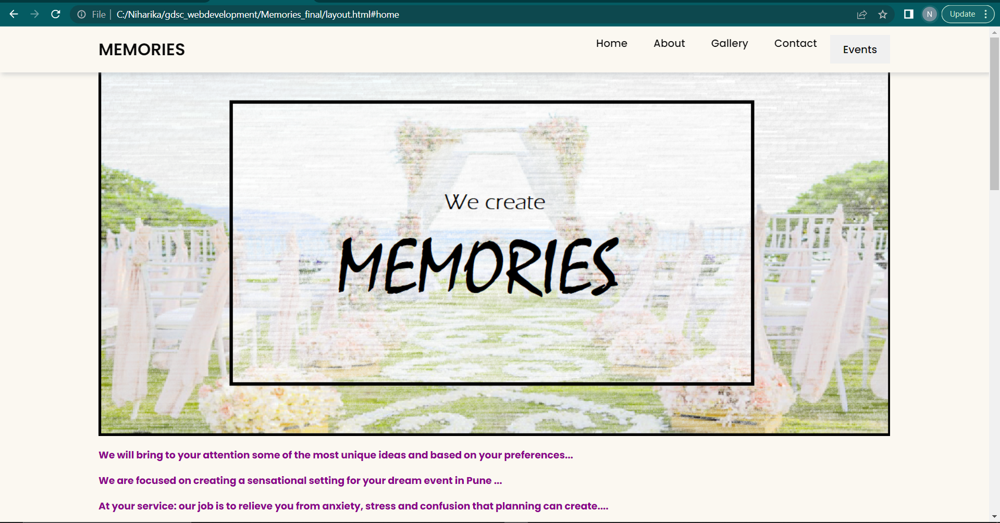 File | C:/Niharika/gdsc_webdevelopment/Memories_final/layout.html#home
N
Update
MEMORIES
Home About Gallery Contact Events
We create
MEMORIES
We will bring to your attention some of the most unique ideas and based on your preferences...
We are focused on creating a sensational setting for your dream event in Pune ...
At your service: our job is to relieve you from anxiety, stress and confusion that planning can create....